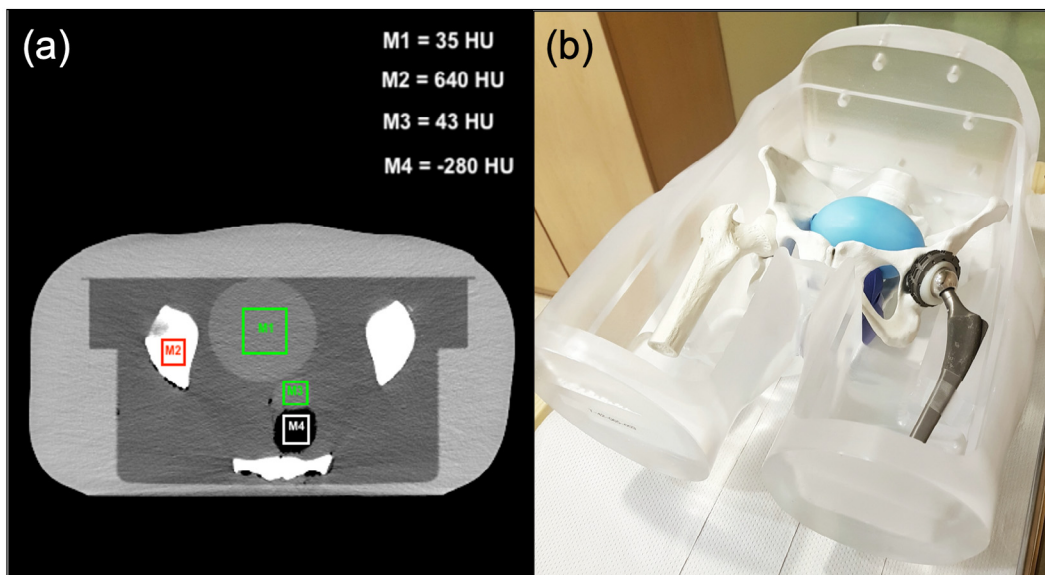 (a)
M1 = 35 HU
M2 = 640 HU
M3 = 43 HU
M4 = -280 HU
M1
M2
M3
M4
(b)